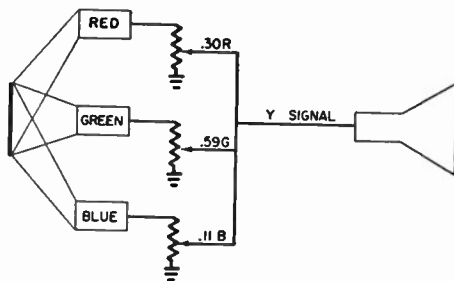 RED
.30R
GREEN
Y SIGNAL
.59G
BLUE
.11 B